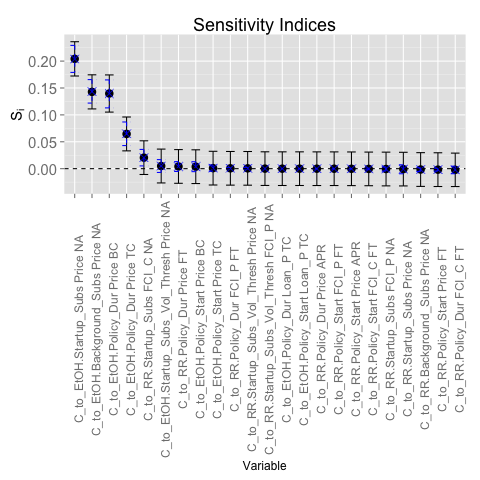 Sensitivity Indices
S_i
0.20
0.15
0.10
0.05
0.00
C_to_EtOH.Startup_Subs Price NA
C_to_EtOH.Background_Subs Price NA
C_to_EtOH.Policy_Dur Price BC
C_to_EtOH.Policy_Dur Price TC
C_to_RR.Startup_Subs FCI_C NA
C_to_EtOH.Startup_Subs_Vol_Thresh Price NA
C_to_RR.Policy_Dur Price FT
C_to_EtOH.Policy_Start Price BC
C_to_EtOH.Policy_Start Price TC
C_to_RR.Policy_Dur FCI_P FT
C_to_RR.Startup_Subs_Vol_Thresh Price NA
C_to_RR.Startup_Subs_Vol_Thresh FCI_P NA
C_to_EtOH.Policy_Dur Loan_P TC
C_to_EtOH.Policy_Start Loan_P TC
C_to_RR.Policy_Dur Price APR
C_to_RR.Policy_Start FCI_P FT
C_to_RR.Policy_Start Price APR
C_to_RR.Policy_Start FCI_C FT
C_to_RR.Startup_Subs FCI_P NA
C_to_RR.Startup_Subs Price NA
C_to_RR.Background_Subs Price NA
C_to_RR.Policy_Start Price FT
C_to_RR.Policy_Dur FCI_C FT
Variable